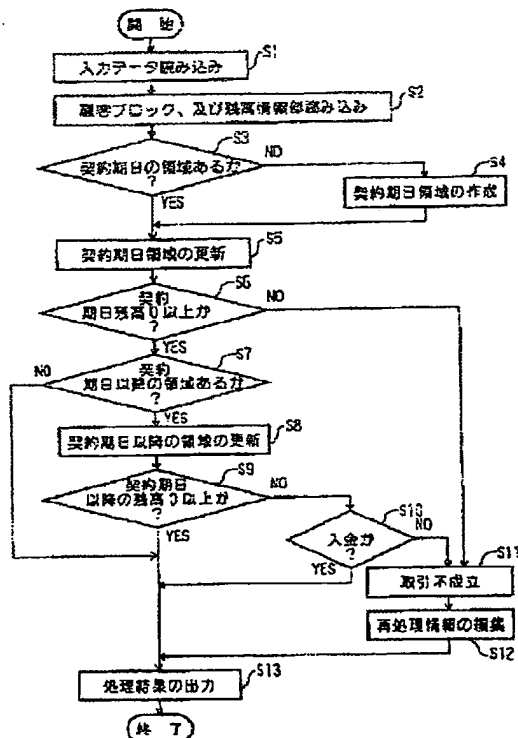 開始
S1
入力データ読み込み
S2
顧客ブロック、及び残高情報部読み込み
S3
契約期日の領域あるか
?
NO
YES
S4
契約期日領域の作成
S5
契約期日領域の更新
S6
契約
期日残高0以上か
?
NO
YES
S7
契約
期日以降の領域あるか
?
NO
YES
S8
契約期日以降の領域の更新
S9
契約期日
以降の残高0以上か
?
NO
YES
S10
入金か
?
NO
YES
S11
取引不成立
再処理情報の編集
S12
S13
処理結果の出力
終了